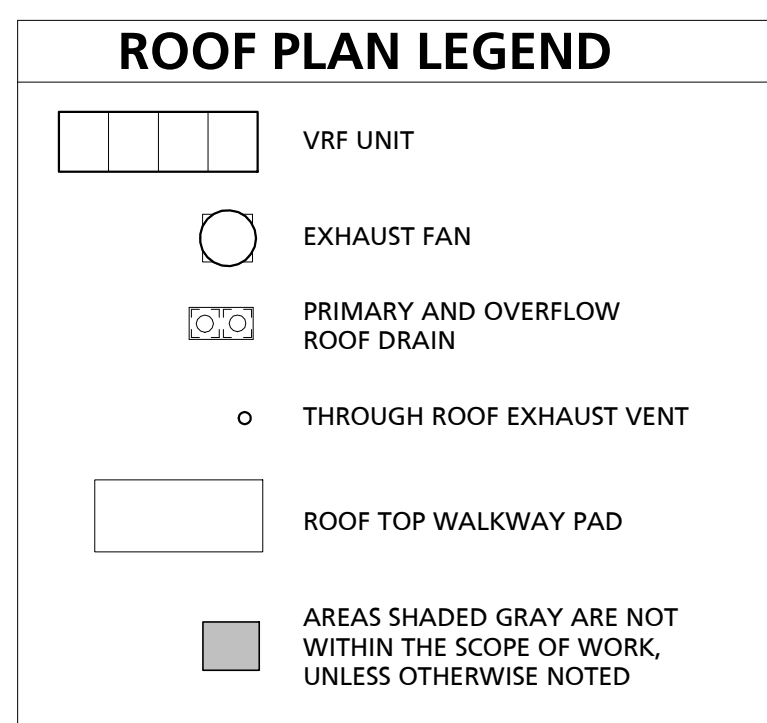 ROOF PLAN LEGEND
VRF UNIT
EXHAUST FAN
PRIMARY AND OVERFLOW
ROOF DRAIN
THROUGH ROOF EXHAUST VENT
ROOF TOP WALKWAY PAD
AREAS SHADED GRAY ARE NOT
WITHIN THE SCOPE OF WORK,
UNLESS OTHERWISE NOTED